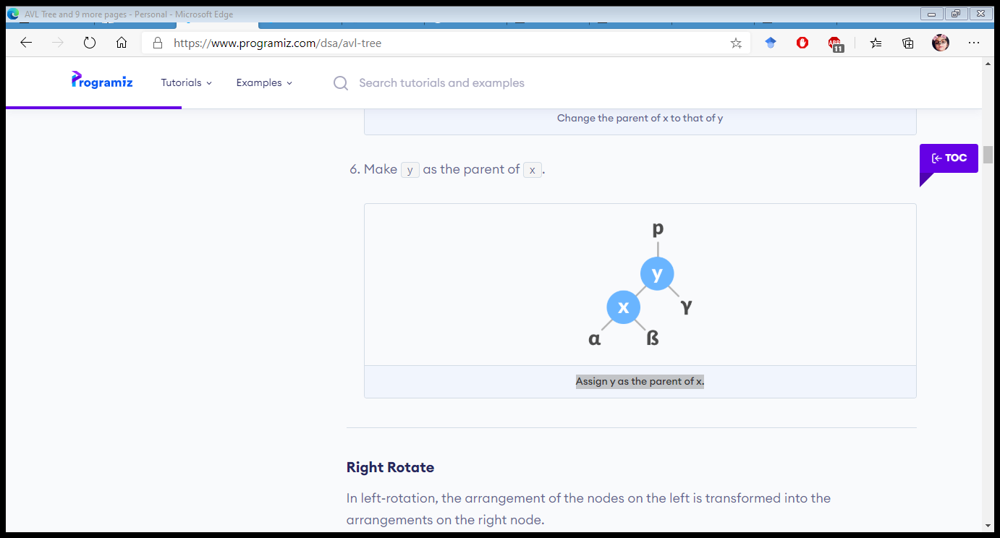 AVL Tree and 9 more pages - Personal - Microsoft Edge
https://www.programiz.com/dsa/avl-tree
11
Programiz
Tutorials
Examples
Search tutorials and examples
Change the parent of x to that of y
TOC
6. Make y as the parent of x.
p
y
x
γ
α
ß
Assign y as the parent of x.
Right Rotate
In left-rotation, the arrangement of the nodes on the left is transformed into the
arrangements on the right node.